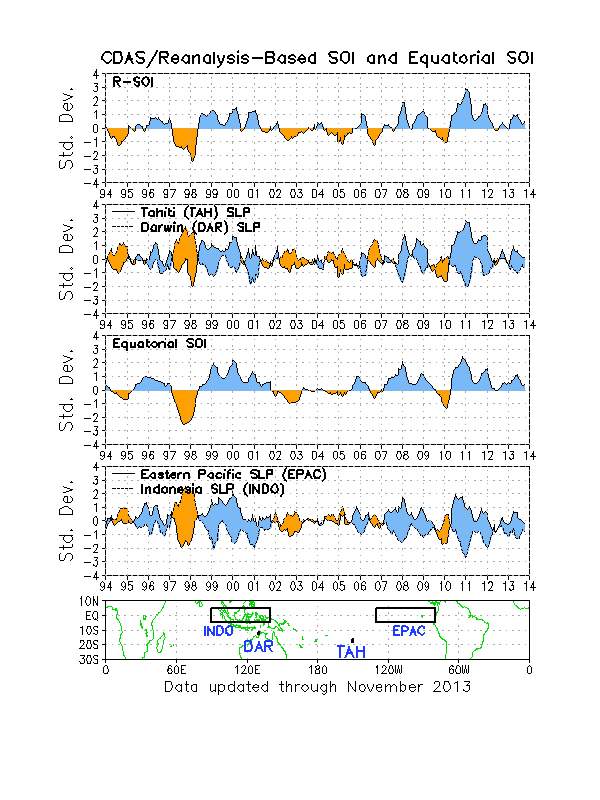 CDAS/Reanalysis-Based SOI and Equatorial SOI
R-SOI
Std. Dev.
4
3
2
1
0
-1
-2
-3
-4
94 95 96 97 98 99 00 01 02 03 04 05 06 07 08 09 10 11 12 13 14
Tahiti (TAH) SLP
Darwin (DAR) SLP
Std. Dev.
4
3
2
1
0
-1
-2
-3
-4
94 95 96 97 98 99 00 01 02 03 04 05 06 07 08 09 10 11 12 13 14
Equatorial SOI
Std. Dev.
4
3
2
1
0
-1
-2
-3
-4
94 95 96 97 98 99 00 01 02 03 04 05 06 07 08 09 10 11 12 13 14
Eastern Pacific SLP (EPAC)
Indonesia SLP (INDO)
Std. Dev.
4
3
2
1
0
-1
-2
-3
-4
94 95 96 97 98 99 00 01 02 03 04 05 06 07 08 09 10 11 12 13 14
10N
EQ
10S
20S
30S
INDO EPAC
DAR TAH
0 60E 120E 180 120W 60W 0
Data updated through November 2013